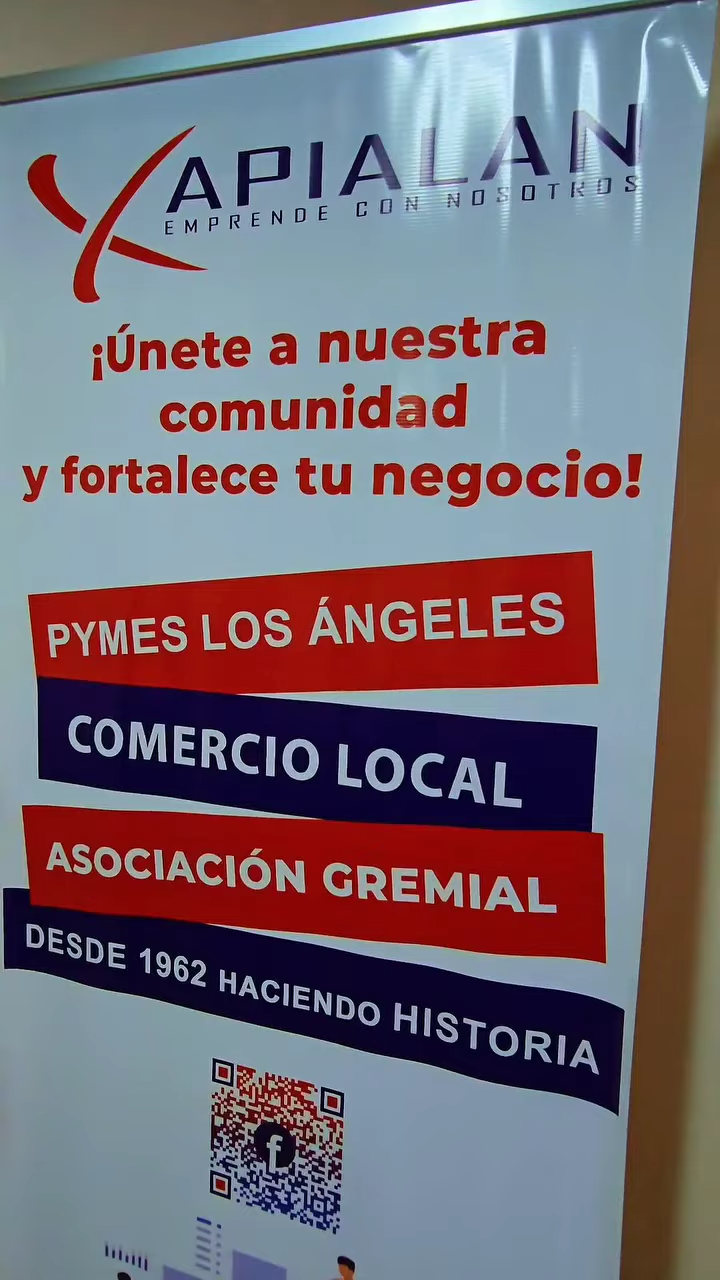 APIALAN
EMPRENDE CON NOSOTROS
¡Únete a nuestra
comunidad
y fortalece tu negocio!
PYMES LOS ÁNGELES
COMERCIO LOCAL
ASOCIACIÓN GREMIAL
DESDE 1962 HACIENDO HISTORIA
f